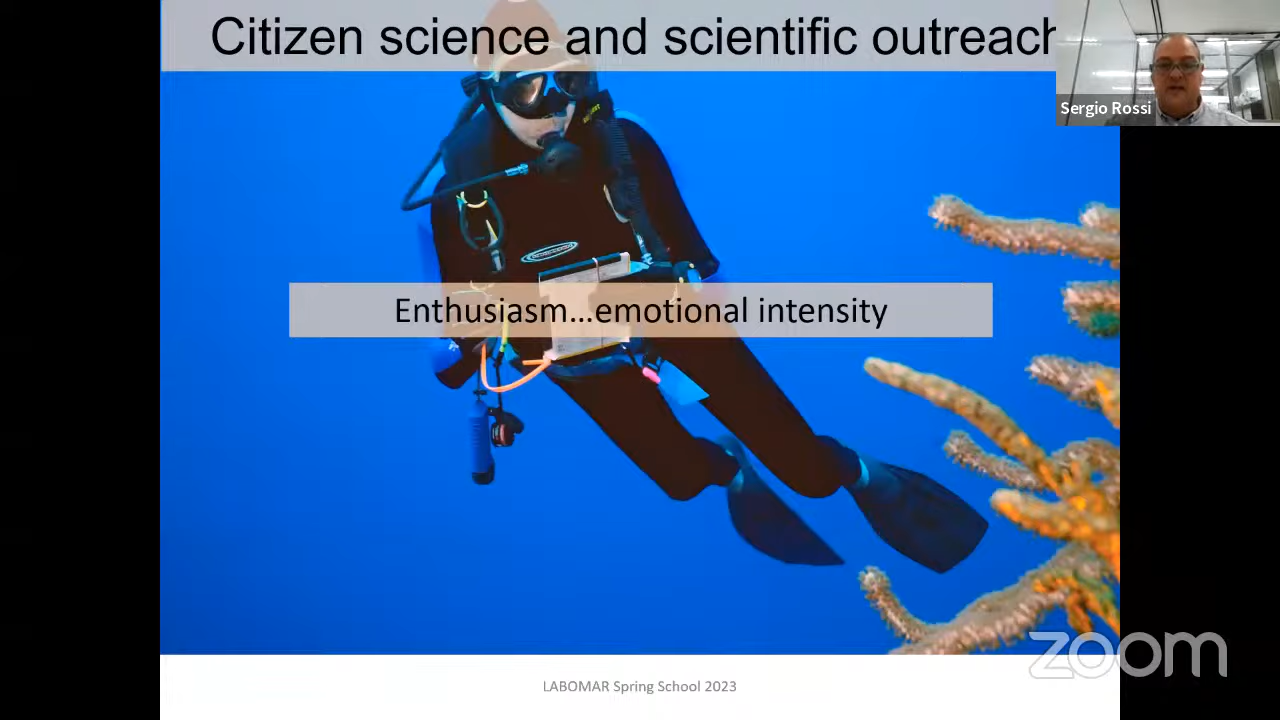 Citizen science and scientific outreach
Sergio Rossi
Enthusiasm...emotional intensity
zoom
LABOMAR Spring School 2023